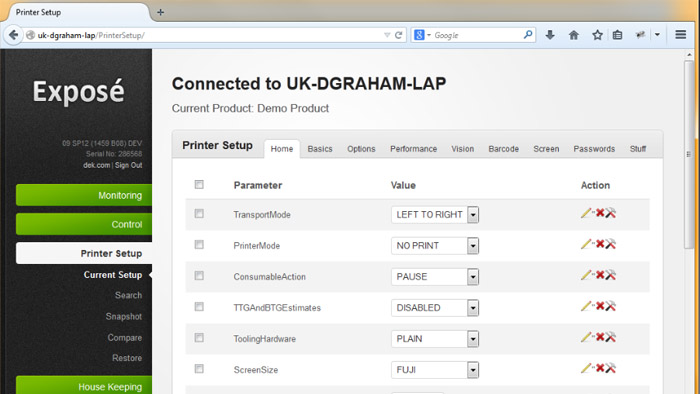 Printer Setup
uk-dgraham-lap/PrinterSetup/
Google
Exposé
09 SP12 (1459 B08) DEV
Serial No: 286568
dek.com | Sign Out
Monitoring
Control
Printer Setup
Current Setup
Search
Snapshot
Compare
Restore
House Keeping
Connected to UK-DGRAHAM-LAP
Current Product: Demo Product
Printer Setup Home Basics Options Performance Vision Barcode Screen Passwords Stuff
Parameter Value Action
TransportMode LEFT TO RIGHT
PrinterMode NO PRINT
ConsumableAction PAUSE
TTGAndBTGEstimates DISABLED
ToolingHardware PLAIN
ScreenSize FUJI